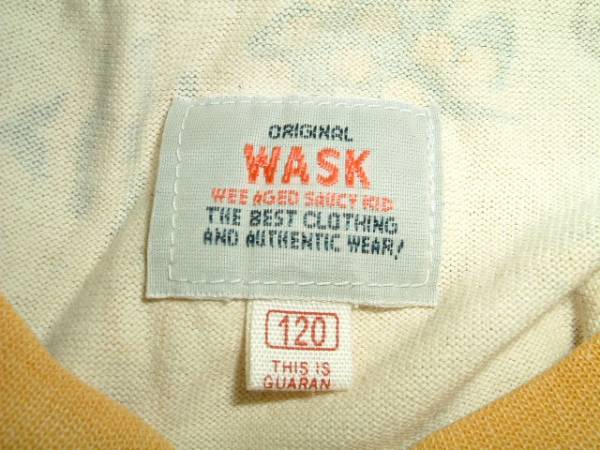 ORIGINAL
WASK
WEE AGED SAUCY KID
THE BEST CLOTHING
AND AUTHENTIC WEAR!
120
THIS IS
GUARAN